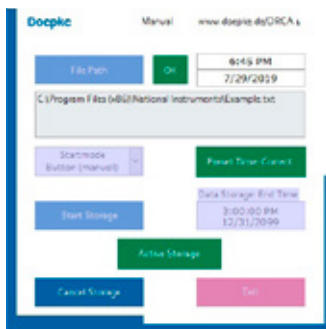 Doepke Manual www.doepke.de/DRCA
File Path OK 6:45 PM
7/29/2019
C:\Program Files (x86)\National Instruments\Example.txt
Startmode
Button (manual)
Preset Time Correct
Data Storage: End Time
Start Storage 3:00:00 PM
12/31/2099
Active Storage
Cancel Storage Exit